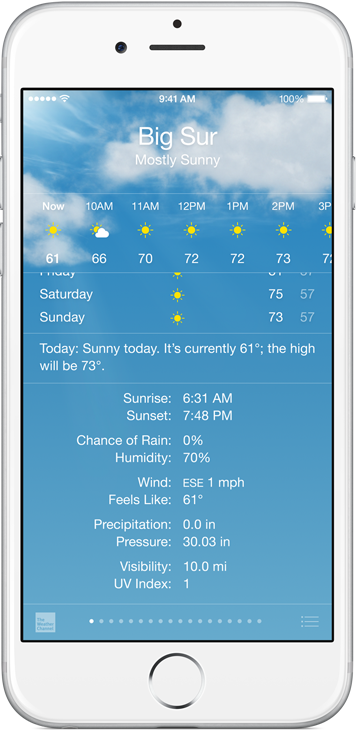 9:41 AM 100%
Big Sur
Mostly Sunny
Now 10AM 11AM 12PM 1PM 2PM
61 66 70 72 72 73
Friday 57
Saturday 75 57
Sunday 73 57
Today: Sunny today. It's currently 61°; the high
will be 73°.
Sunrise: 6:31 AM
Sunset: 7:48 PM
Chance of Rain: 0%
Humidity: 70%
Wind: ESE 1 mph
Feels Like: 61°
Precipitation: 0.0 in
Pressure: 30.03 in
Visibility: 10.0 mi
UV Index: 1
The
Weather
Channel